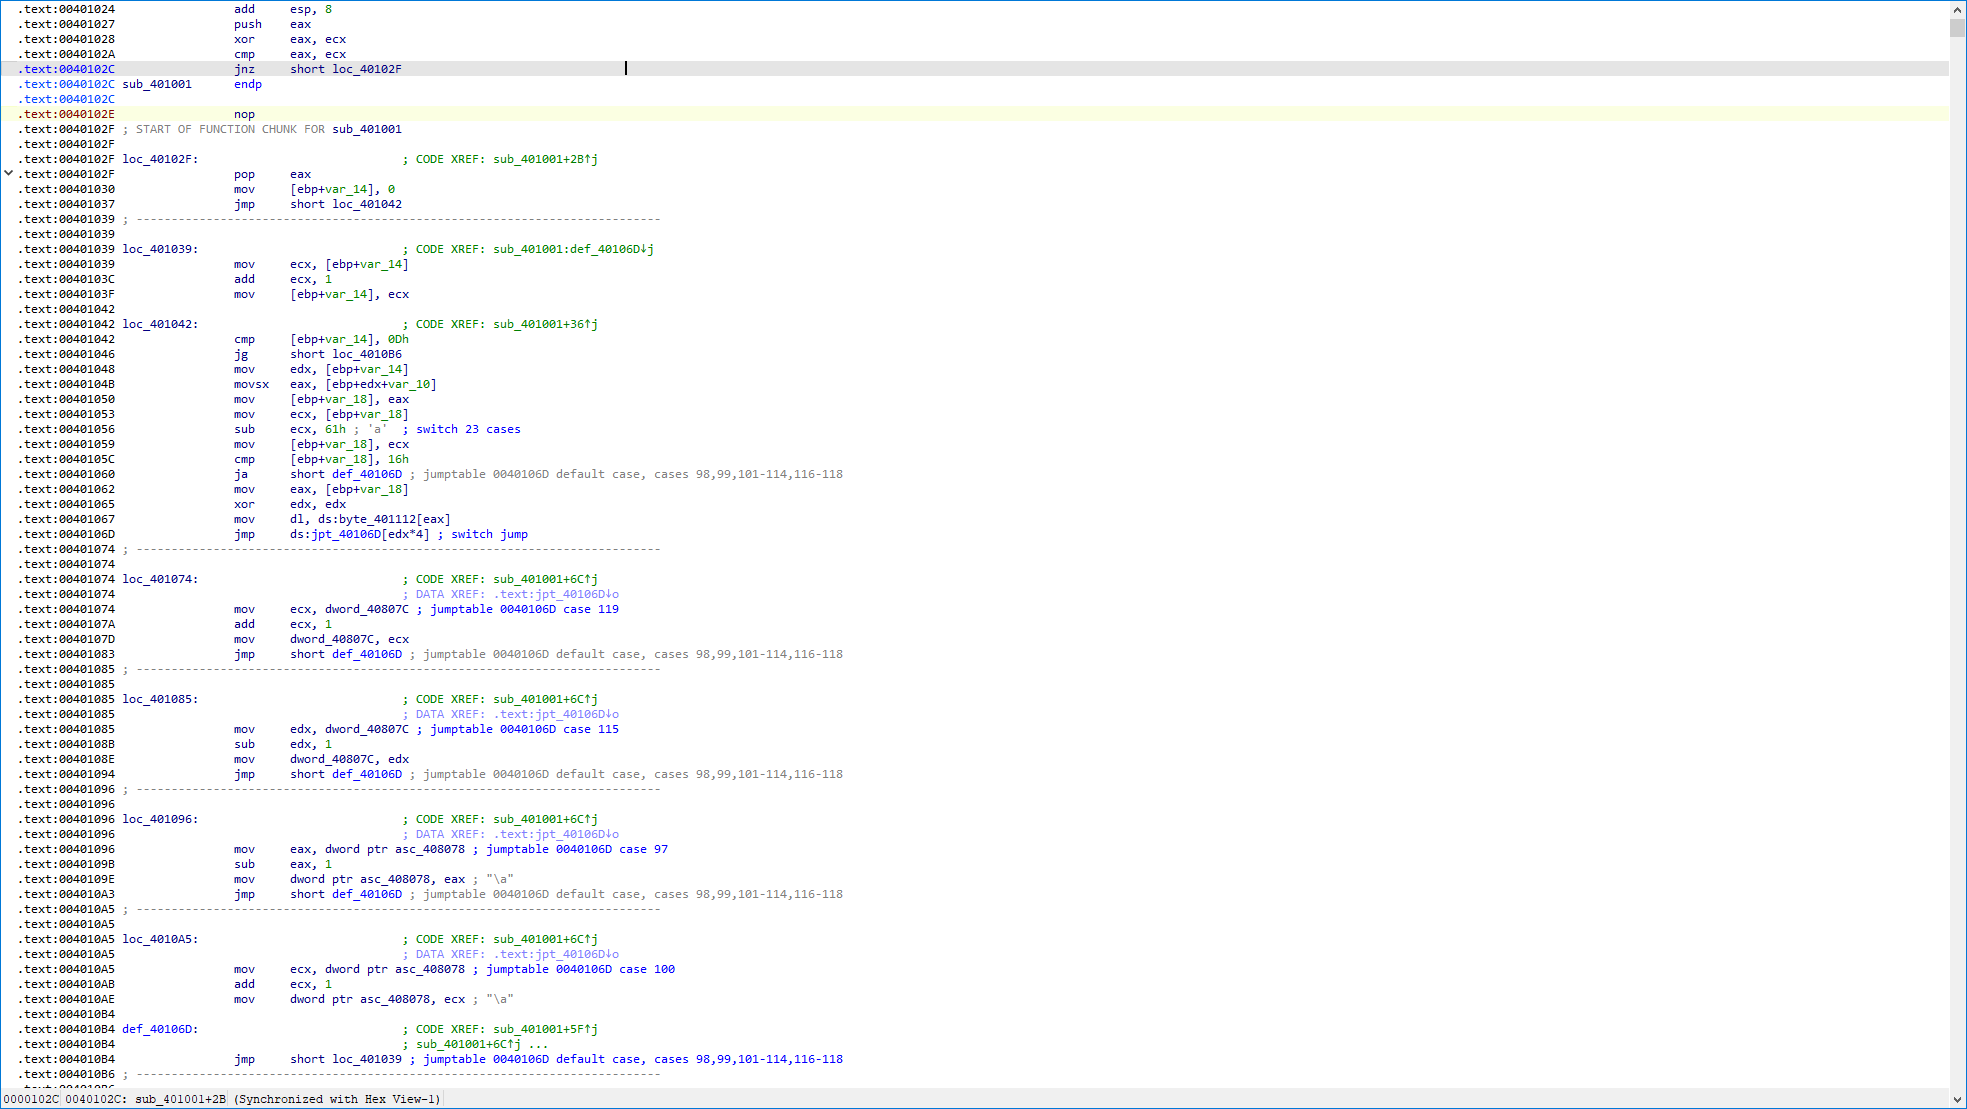 .text:00401024                 add     esp, 8
.text:00401027                 push    eax
.text:00401028                 xor     eax, ecx
.text:0040102A                 cmp     eax, ecx
.text:0040102C                 jnz     short loc_40102F
.text:0040102C sub_401001      endp
.text:0040102C
.text:0040102E                 nop
.text:0040102F ; START OF FUNCTION CHUNK FOR sub_401001
.text:0040102F
.text:0040102F loc_40102F:                             ; CODE XREF: sub_401001+2B↑j
.text:0040102F                 pop     eax
.text:00401030                 mov     [ebp+var_14], 0
.text:00401037                 jmp     short loc_401042
.text:00401039 ; ---------------------------------------------------------------------------
.text:00401039
.text:00401039 loc_401039:                             ; CODE XREF: sub_401001:def_40106D↓j
.text:00401039                 mov     ecx, [ebp+var_14]
.text:0040103C                 add     ecx, 1
.text:0040103F                 mov     [ebp+var_14], ecx
.text:00401042
.text:00401042 loc_401042:                             ; CODE XREF: sub_401001+36↑j
.text:00401042                 cmp     [ebp+var_14], 0Dh
.text:00401046                 jg      short loc_4010B6
.text:00401048                 mov     edx, [ebp+var_14]
.text:0040104B                 movsx   eax, [ebp+edx+var_10]
.text:00401050                 mov     [ebp+var_18], eax
.text:00401053                 mov     ecx, [ebp+var_18]
.text:00401056                 sub     ecx, 61h ; 'a'  ; switch 23 cases
.text:00401059                 mov     [ebp+var_18], ecx
.text:0040105C                 cmp     [ebp+var_18], 16h
.text:00401060                 ja      short def_40106D ; jumptable 0040106D default case, cases 98,99,101-114,116-118
.text:00401062                 mov     eax, [ebp+var_18]
.text:00401065                 xor     edx, edx
.text:00401067                 mov     dl, ds:byte_401112[eax]
.text:0040106D                 jmp     ds:jpt_40106D[edx*4] ; switch jump
.text:00401074 ; ---------------------------------------------------------------------------
.text:00401074
.text:00401074 loc_401074:                             ; CODE XREF: sub_401001+6C↑j
.text:00401074                                         ; DATA XREF: .text:jpt_40106D↓o
.text:00401074                 mov     ecx, dword_40807C ; jumptable 0040106D case 119
.text:0040107A                 add     ecx, 1
.text:0040107D                 mov     dword_40807C, ecx
.text:00401083                 jmp     short def_40106D ; jumptable 0040106D default case, cases 98,99,101-114,116-118
.text:00401085 ; ---------------------------------------------------------------------------
.text:00401085
.text:00401085 loc_401085:                             ; CODE XREF: sub_401001+6C↑j
.text:00401085                                         ; DATA XREF: .text:jpt_40106D↓o
.text:00401085                 mov     edx, dword_40807C ; jumptable 0040106D case 115
.text:0040108B                 sub     edx, 1
.text:0040108E                 mov     dword_40807C, edx
.text:00401094                 jmp     short def_40106D ; jumptable 0040106D default case, cases 98,99,101-114,116-118
.text:00401096 ; ---------------------------------------------------------------------------
.text:00401096
.text:00401096 loc_401096:                             ; CODE XREF: sub_401001+6C↑j
.text:00401096                                         ; DATA XREF: .text:jpt_40106D↓o
.text:00401096                 mov     eax, dword ptr asc_408078 ; jumptable 0040106D case 97
.text:0040109B                 sub     eax, 1
.text:0040109E                 mov     dword ptr asc_408078, eax ; "\a"
.text:004010A3                 jmp     short def_40106D ; jumptable 0040106D default case, cases 98,99,101-114,116-118
.text:004010A5 ; ---------------------------------------------------------------------------
.text:004010A5
.text:004010A5 loc_4010A5:                             ; CODE XREF: sub_401001+6C↑j
.text:004010A5                                         ; DATA XREF: .text:jpt_40106D↓o
.text:004010A5                 mov     ecx, dword ptr asc_408078 ; jumptable 0040106D case 100
.text:004010AB                 add     ecx, 1
.text:004010AE                 mov     dword ptr asc_408078, ecx ; "\a"
.text:004010B4
.text:004010B4 def_40106D:                             ; CODE XREF: sub_401001+5F↑j
.text:004010B4                                         ; sub_401001+6C↑j ...
.text:004010B4                 jmp     short loc_401039 ; jumptable 0040106D default case, cases 98,99,101-114,116-118
.text:004010B6 ; ---------------------------------------------------------------------------
0000102C 0040102C: sub_401001+2B (Synchronized with Hex View-1)